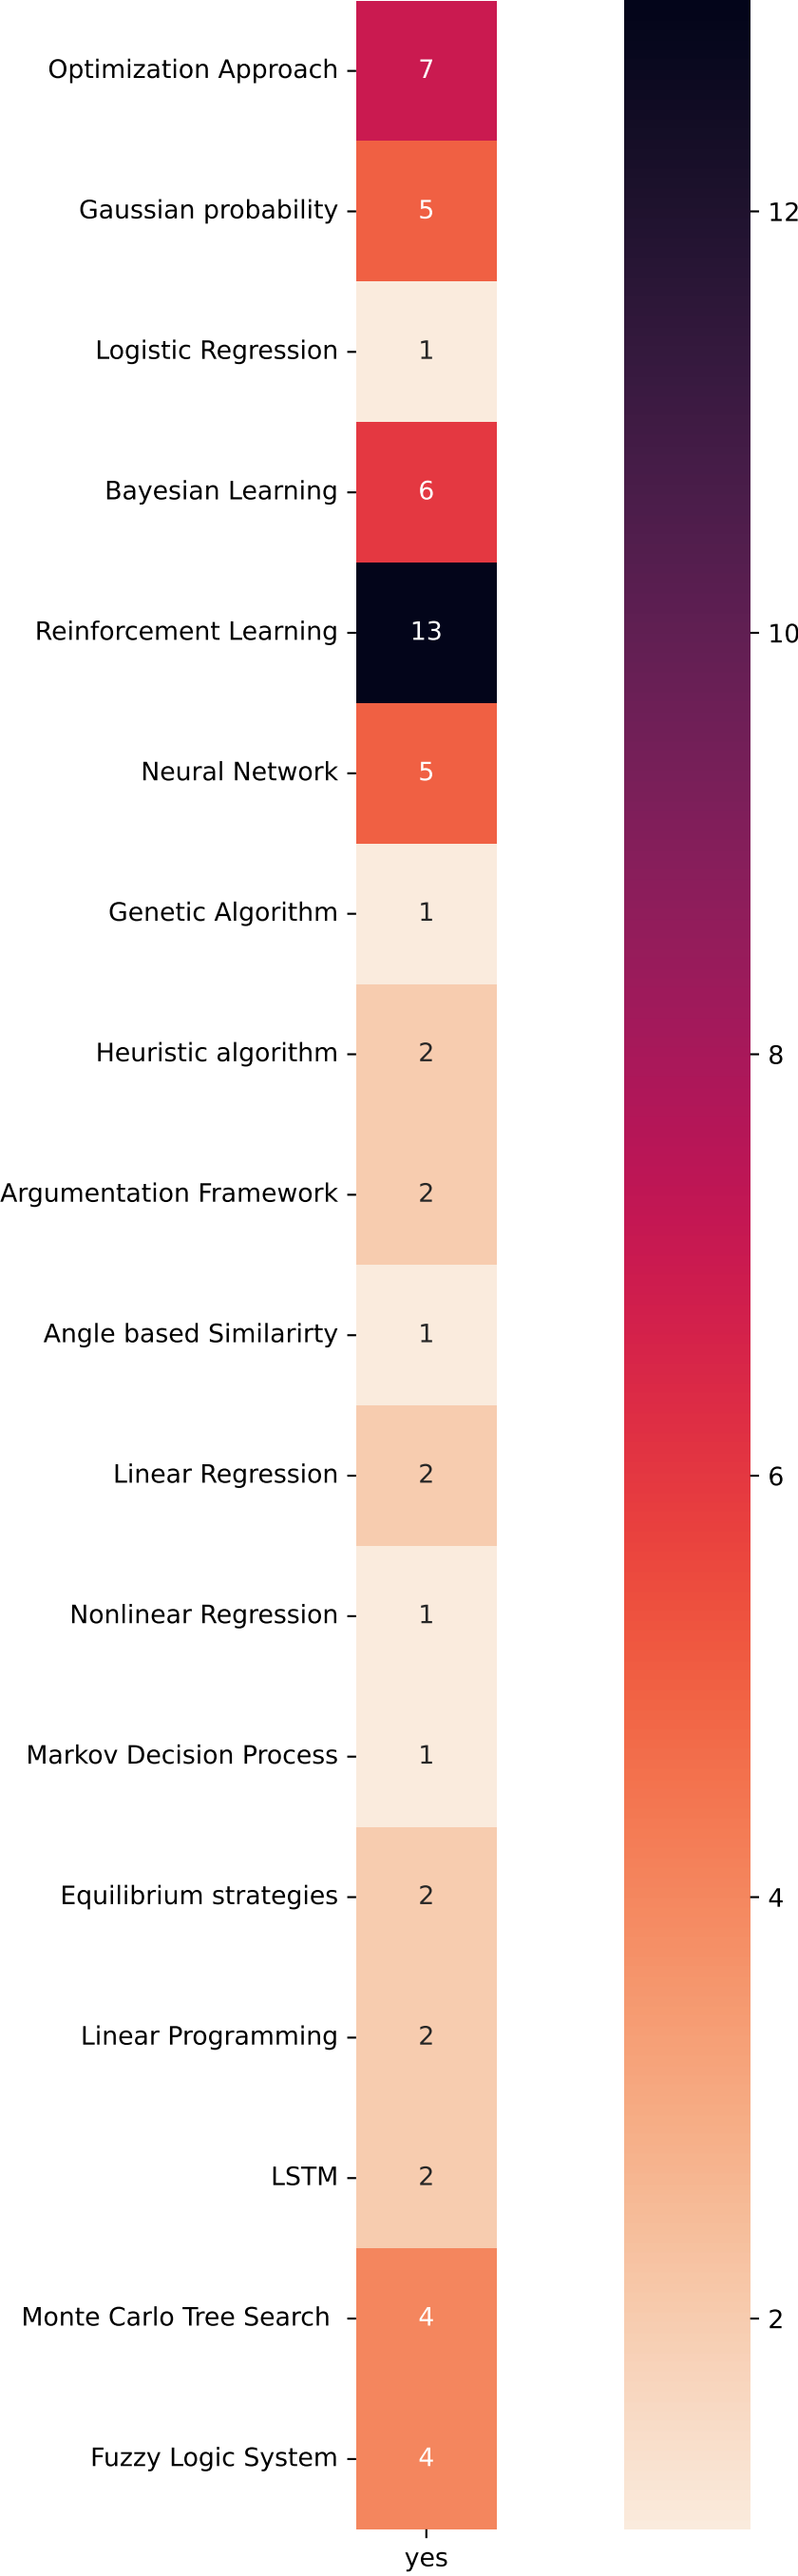 Optimization Approach 7
Gaussian probability 5
12
Logistic Regression 1
Bayesian Learning 6
Reinforcement Learning 13
10
Neural Network 5
Genetic Algorithm 1
Heuristic algorithm 2
8
Argumentation Framework 2
Angle based Similarirty 1
Linear Regression 2
6
Nonlinear Regression 1
Markov Decision Process 1
Equilibrium strategies 2
4
Linear Programming 2
LSTM 2
Monte Carlo Tree Search 4
2
Fuzzy Logic System 4
yes